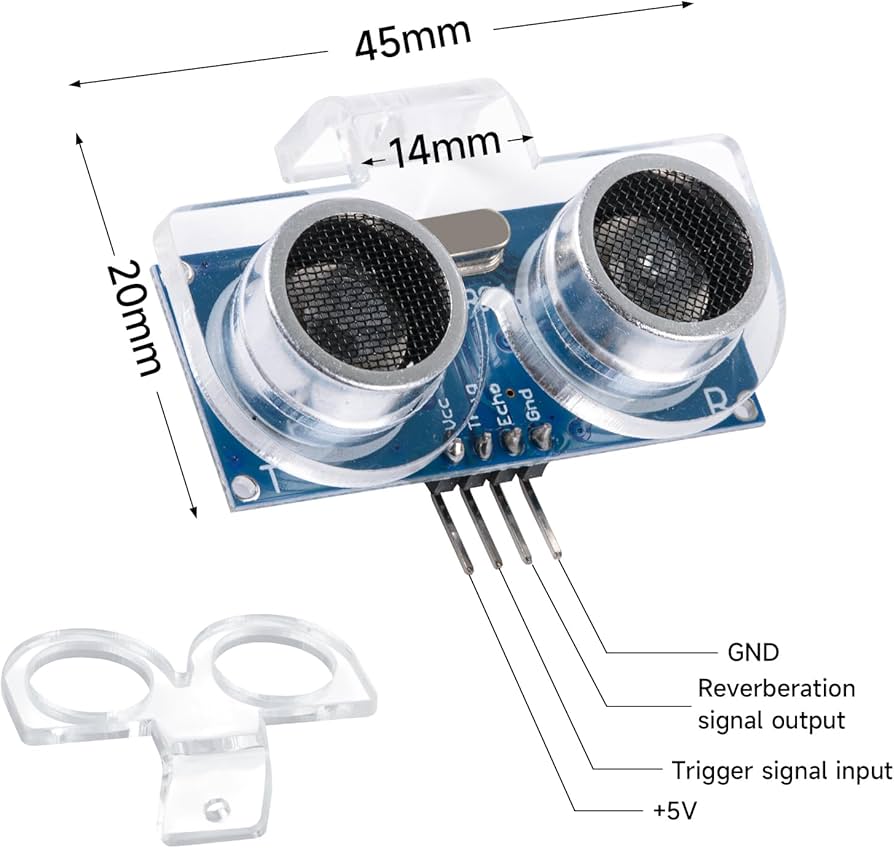 45mm
14mm
20mm
Vcc
Trig
Echo
Gnd
T
R
GND
Reverberation
signal output
Trigger signal input
+5V